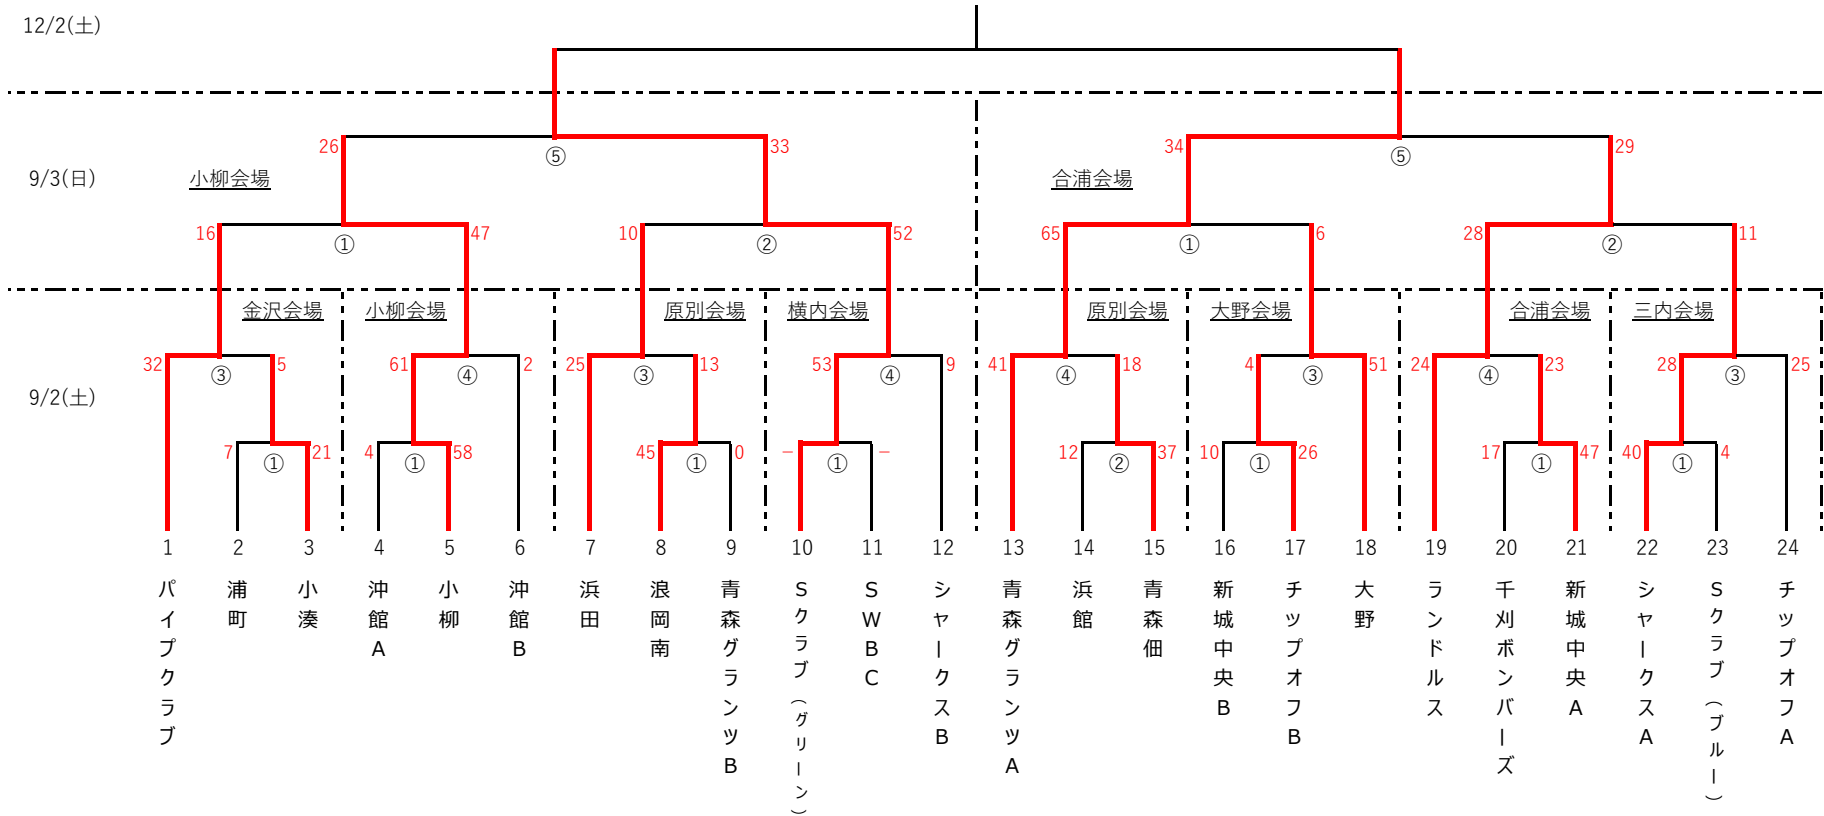 12/2(土)
26 ⑤ 33 34 ⑤ 29
9/3(日) 小柳会場 合浦会場
16 ① 47 10 ② 52 65 ① 6 28 ② 11
金沢会場 小柳会場 原別会場 横内会場 原別会場 大野会場 合浦会場 三内会場
32 ③ 5 61 ④ 2 25 ③ 13 53 ④ 9 41 ④ 18 4 ③ 51 24 ④ 23 28 ③ 25
9/2(土)
7 ① 21 4 ① 58 45 ① 0 － ① － 12 ② 37 10 ① 26 17 ① 47 40 ① 4
1 2 3 4 5 6 7 8 9 10 11 12 13 14 15 16 17 18 19 20 21 22 23 24
パイプクラブ
浦町
小湊
沖館A
小柳
沖館B
浜田
浪岡南
青森グランツB
Sクラブ（グリーン）
SWBC
シャークスB
青森グランツA
浜館
青森佃
新城中央B
チップオフB
大野
ランドルス
千刈ボンバーズ
新城中央A
シャークスA
Sクラブ（ブルー）
チップオフA